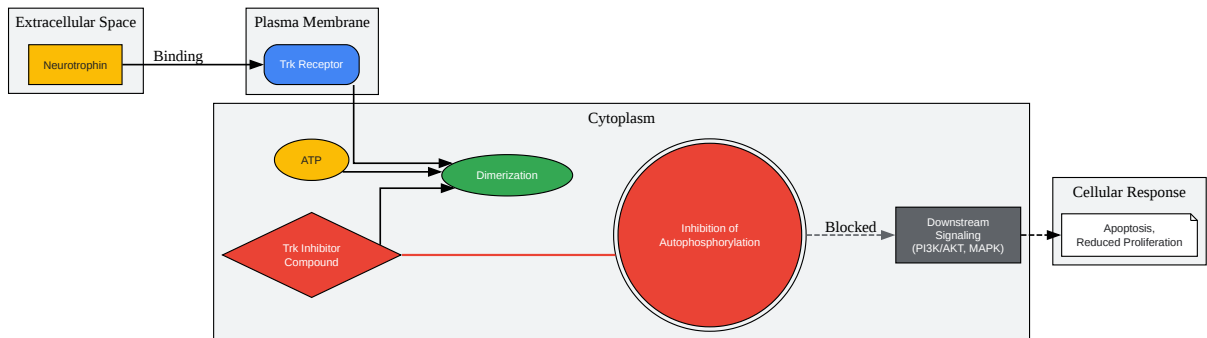 Extracellular Space
Neurotrophin
Binding
Plasma Membrane
Trk Receptor
Cytoplasm
ATP
Dimerization
Trk Inhibitor
Compound
Inhibition of
Autophosphorylation
Blocked
Downstream
Signaling
(PI3K/AKT, MAPK)
Cellular Response
Apoptosis,
Reduced Proliferation